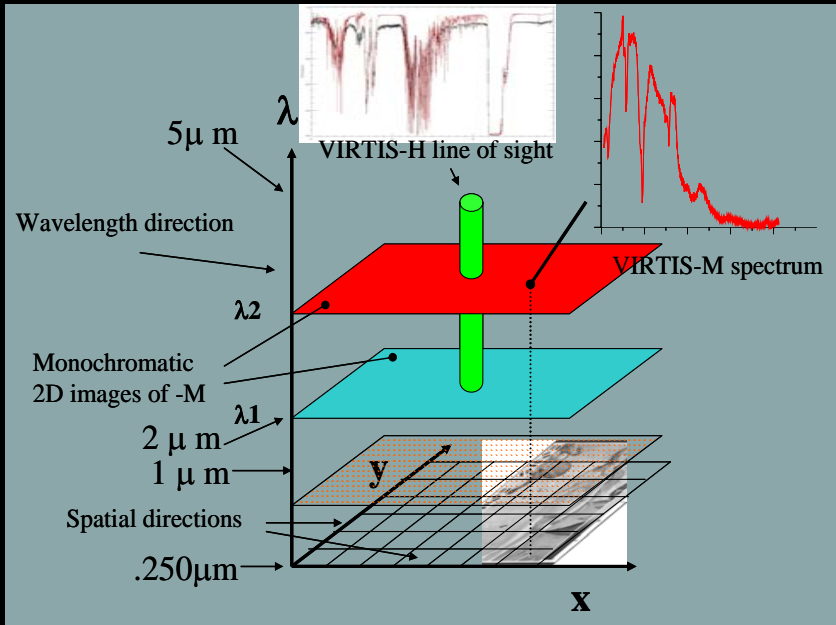 λ
5μ m
VIRTIS-H line of sight
Wavelength direction
VIRTIS-M spectrum
λ2
Monochromatic
2D images of -M
λ1
2 μ m
1 μ m
y
Spatial directions
.250μm
x